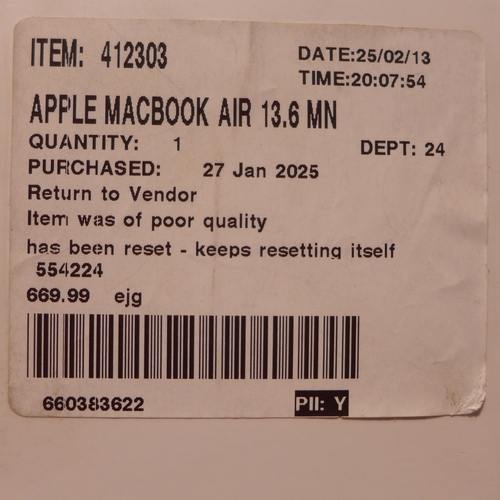 ITEM: 412303
DATE:25/02/13
TIME:20:07:54
APPLE MACBOOK AIR 13.6 MN
QUANTITY: 1
DEPT: 24
PURCHASED: 27 Jan 2025
Return to Vendor
Item was of poor quality
has been reset - keeps resetting itself
554224
669.99 ejg
660383622
PII: Y